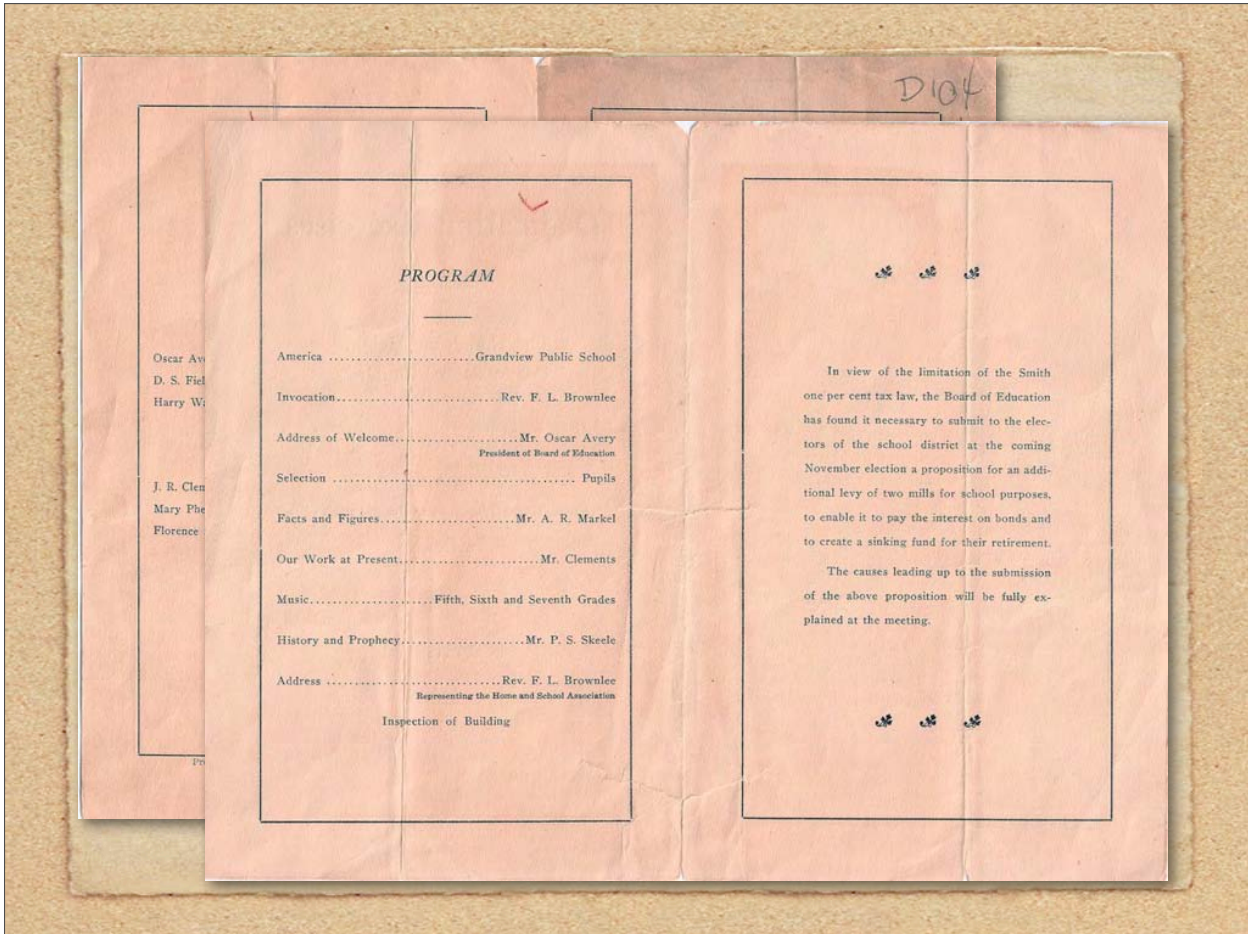 D104
Oscar
D. S.
Harry
J. R.
Mary
Florence
PROGRAM
America ........................Grandview Public School
Invocation...........................Rev. F. L. Brownlee
Address of Welcome....................Mr. Oscar Avery
President of Board of Education
Selection ........................................ Pupils
Facts and Figures......................Mr. A. R. Markel
Our Work at Present.......................Mr. Clements
Music....................Fifth, Sixth and Seventh Grades
History and Prophecy....................Mr. P. S. Skeele
Address ............................Rev. F. L. Brownlee
Representing the Home and School Association
Inspection of Building
In view of the limitation of the Smith
one per cent tax law, the Board of Education
has found it necessary to submit to the elec-
tors of the school district at the coming
November election a proposition for an addi-
tional levy of two mills for school purposes,
to enable it to pay the interest on bonds and
to create a sinking fund for their retirement.
The causes leading up to the submission
of the above proposition will be fully ex-
plained at the meeting.